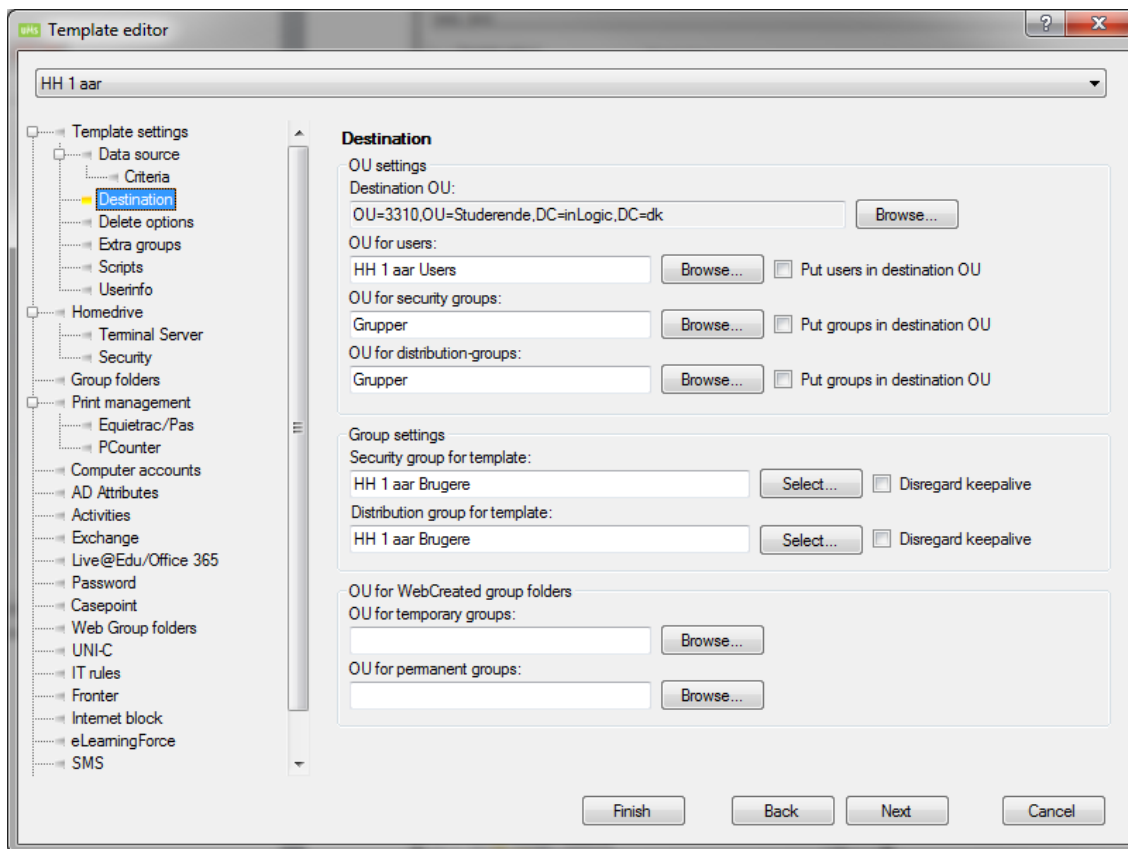 UMS Template editor
HH 1 aar
Template settings
Data source
Criteria
Destination
Delete options
Extra groups
Scripts
Userinfo
Homedrive
Terminal Server
Security
Group folders
Print management
Equietrac/Pas
PCounter
Computer accounts
AD Attributes
Activities
Exchange
Live@Edu/Office 365
Password
Casepoint
Web Group folders
UNI-C
IT rules
Fronter
Internet block
eLearningForce
SMS
Destination
OU settings
Destination OU:
OU=3310,OU=Studerende,DC=inLogic,DC=dk Browse...
OU for users:
HH 1 aar Users Browse... Put users in destination OU
OU for security groups:
Grupper Browse... Put groups in destination OU
OU for distribution-groups:
Grupper Browse... Put groups in destination OU
Group settings
Security group for template:
HH 1 aar Brugere Select... Disregard keepalive
Distribution group for template:
HH 1 aar Brugere Select... Disregard keepalive
OU for WebCreated group folders
OU for temporary groups:
Browse...
OU for permanent groups:
Browse...
Finish Back Next Cancel